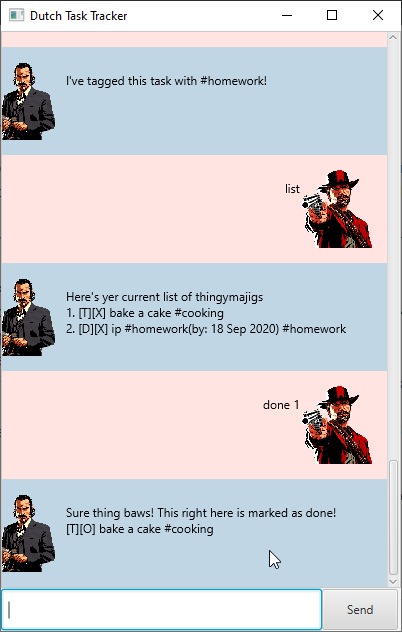 Dutch Task Tracker
I've tagged this task with #homework!
list
Here's yer current list of thingymajigs
1. [T][X] bake a cake #cooking
2. [D][X] ip #homework(by: 18 Sep 2020) #homework
done 1
Sure thing baws! This right here is marked as done!
[T][O] bake a cake #cooking
Send